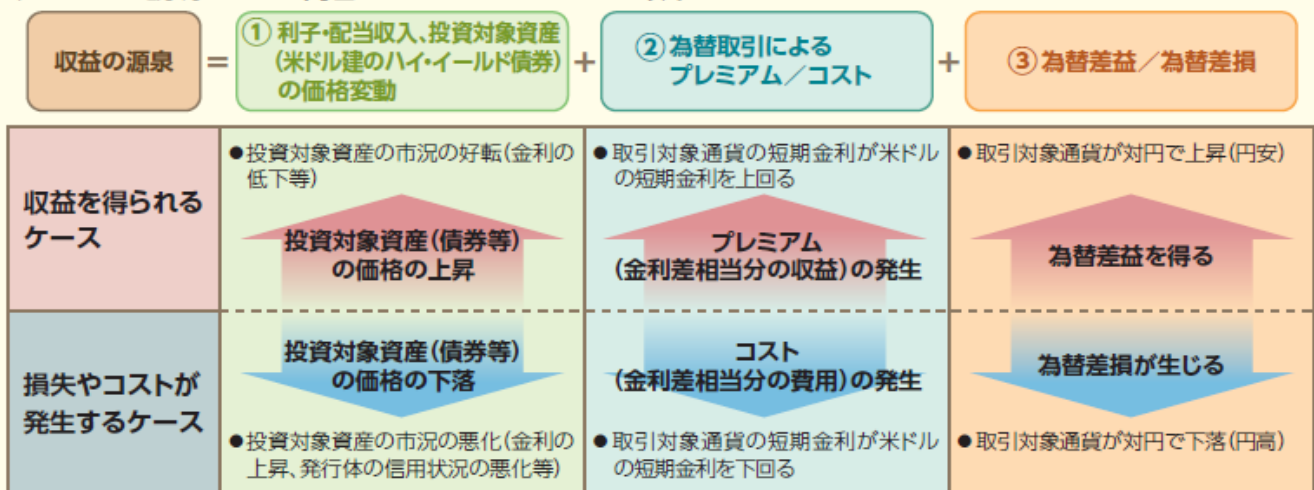 収益の源泉
=
①利子・配当収入、投資対象資産
(米ドル建のハイ・イールド債券)
の価格変動
+
②為替取引による
プレミアム／コスト
+
③為替差益／為替差損
収益を得られる
ケース
●投資対象資産の市況の好転(金利の
低下等)
投資対象資産(債券等)
の価格の上昇
●取引対象通貨の短期金利が米ドル
の短期金利を上回る
プレミアム
(金利差相当分の収益)の発生
●取引対象通貨が対円で上昇(円安)
為替差益を得る
損失やコストが
発生するケース
投資対象資産(債券等)
の価格の下落
●投資対象資産の市況の悪化(金利の
上昇、発行体の信用状況の悪化等)
コスト
(金利差相当分の費用)の発生
●取引対象通貨の短期金利が米ドル
の短期金利を下回る
為替差損が生じる
●取引対象通貨が対円で下落(円高)